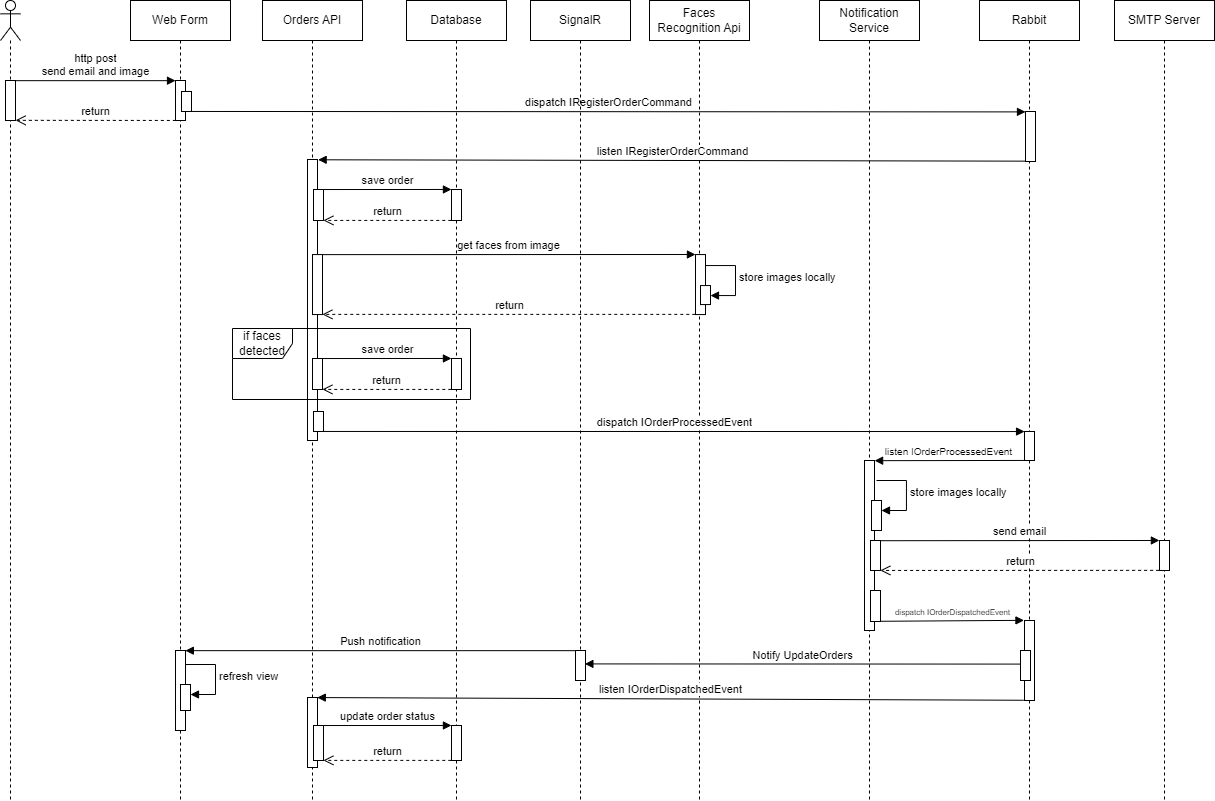 Web Form
Orders API
Database
SignalR
Faces
Recognition Api
Notification
Service
Rabbit
SMTP Server
http post
send email and image
return
dispatch IRegisterOrderCommand
listen IRegisterOrderCommand
save order
return
get faces from image
store images locally
return
if faces
detected
save order
return
dispatch IOrderProcessedEvent
listen IOrderProcessedEvent
store images locally
send email
return
dispatch IOrderDispatchedEvent
Push notification
Notify UpdateOrders
refresh view
listen IOrderDispatchedEvent
update order status
return